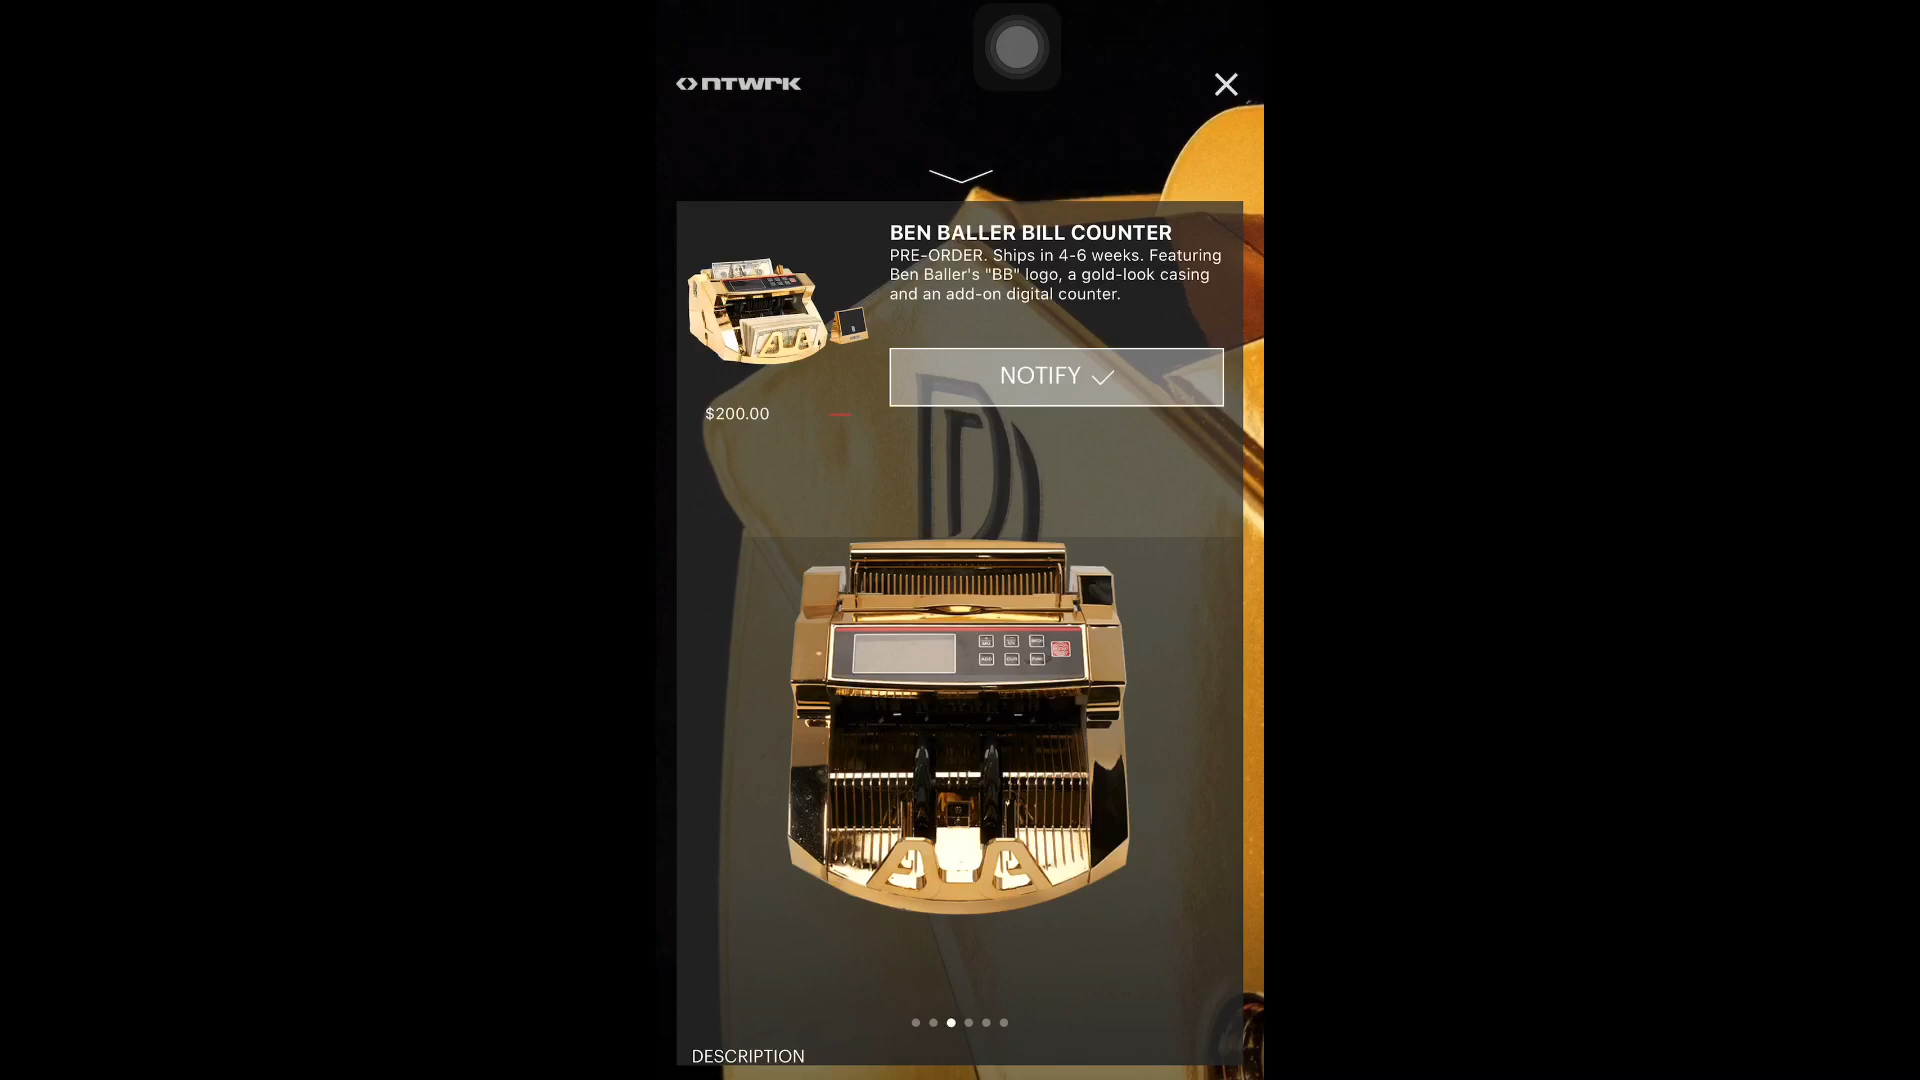 NTWRK
BEN BALLER BILL COUNTER
PRE-ORDER. Ships in 4-6 weeks. Featuring
Ben Baller's "BB" logo, a gold-look casing
and an add-on digital counter.
NOTIFY
$200.00
ADD
DESCRIPTION